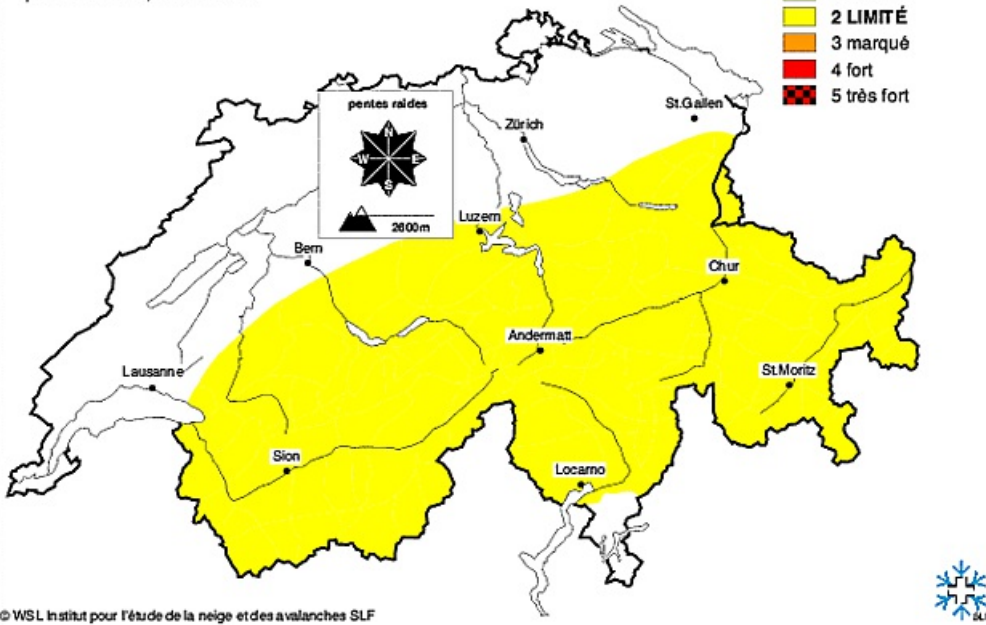 2 LIMITÉ
3 marqué
4 fort
5 très fort
pentes raides
N
W E
S
2600m
St.Gallen
Zürich
Luzern
Bern
Chur
Andermatt
Lausanne
St.Moritz
Sion
Locarno
© WSL Institut pour l'étude de la neige et des avalanches SLF
SLF